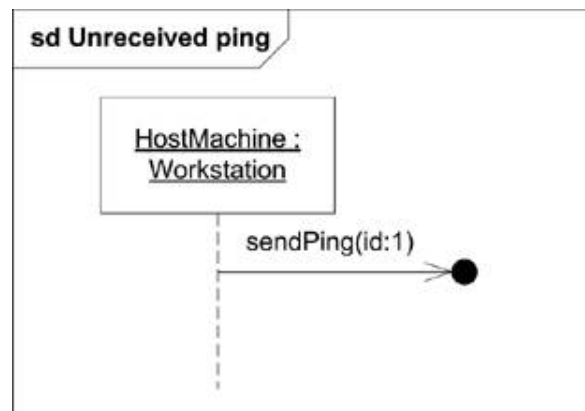 sd Unreceived ping
HostMachine :
Workstation
sendPing(id:1)